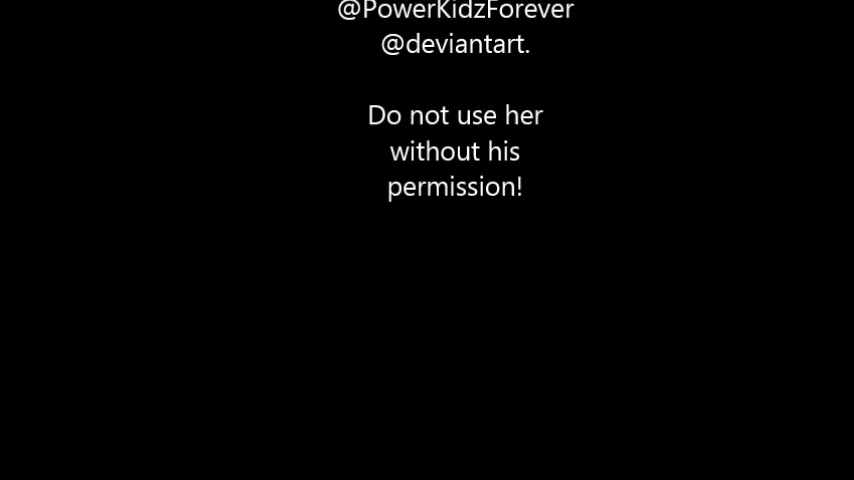 @PowerKidzForever
@deviantart.
Do not use her
without his
permission!